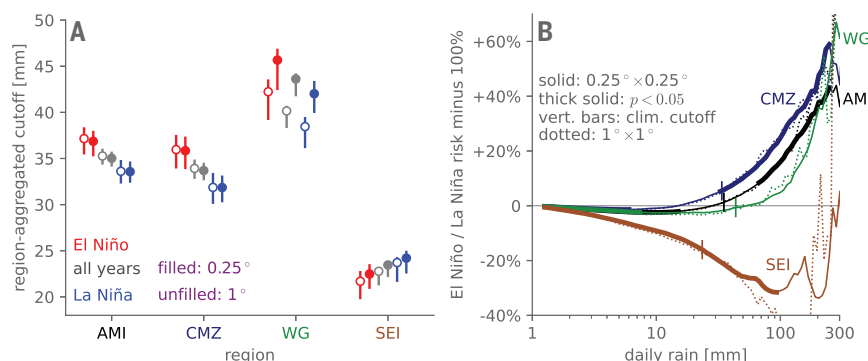 A
region-aggregated cutoff [mm]
50
45
40
35
30
25
20
El Niño
all years filled: 0.25°
La Niña unfilled: 1°
AMI CMZ WG SEI
region
B
El Niño / La Niña risk minus 100%
+60%
+40%
+20%
0
-20%
-40%
solid: 0.25°×0.25°
thick solid: p<0.05
vert. bars: clim. cutoff
dotted: 1°×1°
WG
CMZ
AM
SEI
1 10 100 300
daily rain [mm]